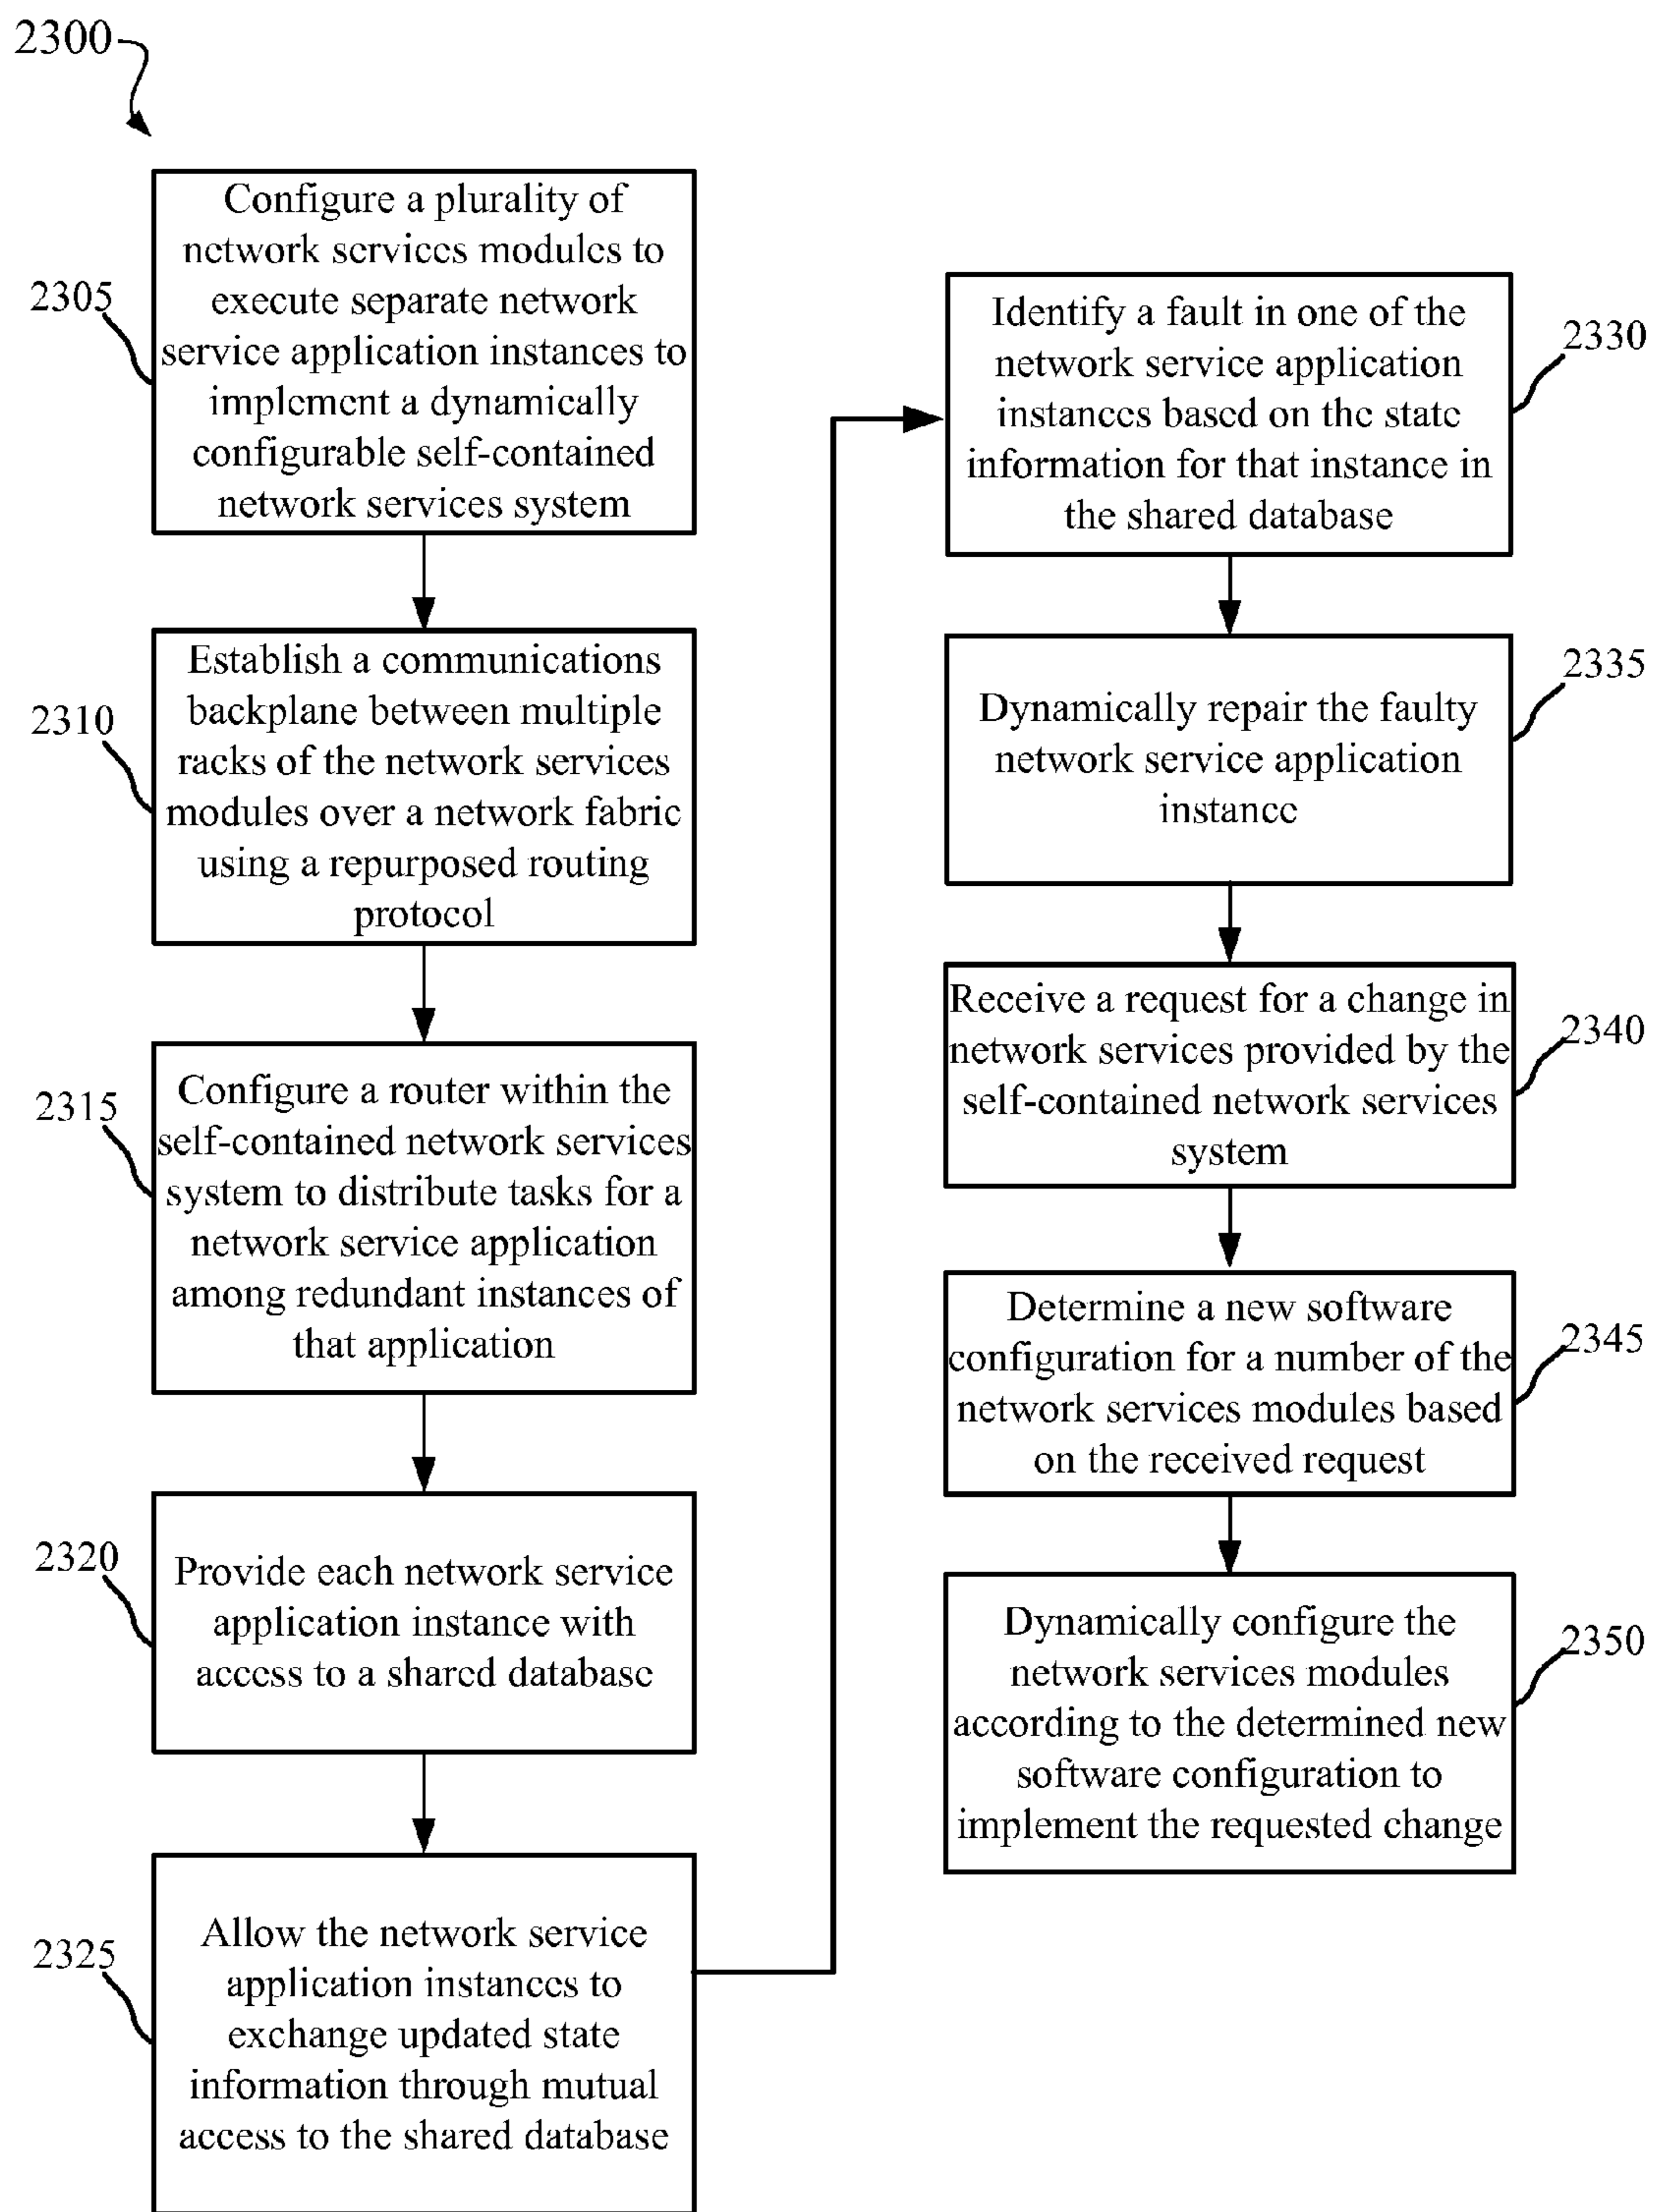 2300
2305
Configure a plurality of
network services modules to
execute separate network
service application instances to
implement a dynamically
configurable self-contained
network services system
2310
Establish a communications
backplane between multiple
racks of the network services
modules over a network fabric
using a repurposed routing
protocol
2315
Configure a router within the
self-contained network services
system to distribute tasks for a
network service application
among redundant instances of
that application
2320
Provide each network service
application instance with
access to a shared database
2325
Allow the network service
application instances to
exchange updated state
information through mutual
access to the shared database
2330
Identify a fault in one of the
network service application
instances based on the state
information for that instance in
the shared database
2335
Dynamically repair the faulty
network service application
instance
2340
Receive a request for a change in
network services provided by the
self-contained network services
system
2345
Determine a new software
configuration for a number of the
network services modules based
on the received request
2350
Dynamically configure the
network services modules
according to the determined new
software configuration to
implement the requested change